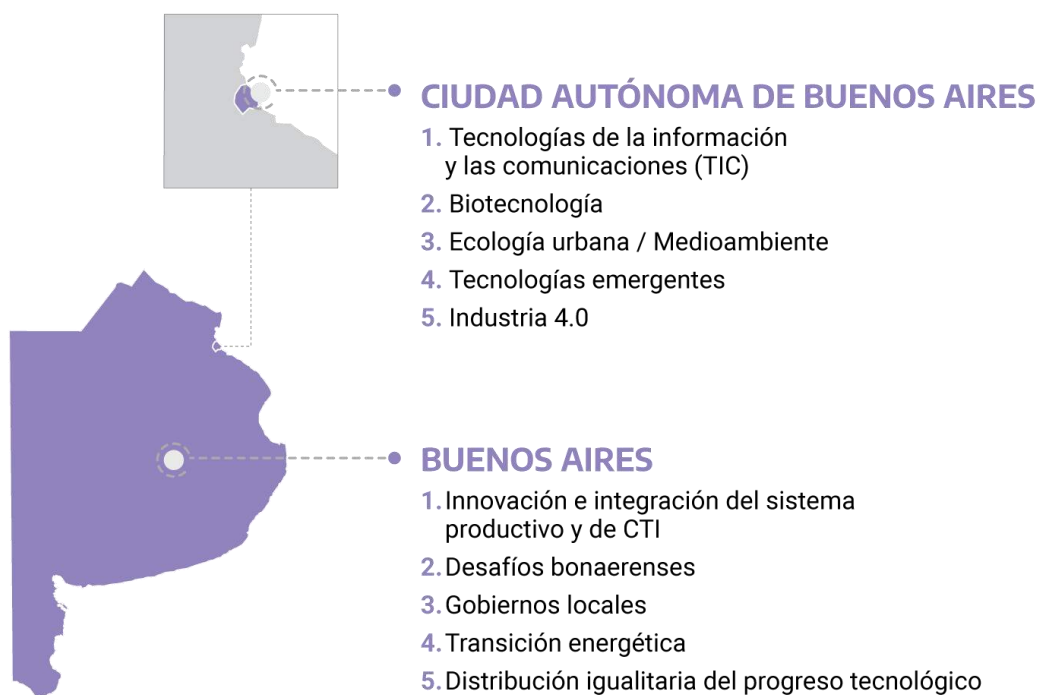 CIUDAD AUTÓNOMA DE BUENOS AIRES
1. Tecnologías de la información
y las comunicaciones (TIC)
2. Biotecnología
3. Ecología urbana / Medioambiente
4. Tecnologías emergentes
5. Industria 4.0
BUENOS AIRES
1. Innovación e integración del sistema
productivo y de CTI
2. Desafíos bonaerenses
3. Gobiernos locales
4. Transición energética
5. Distribución igualitaria del progreso tecnológico